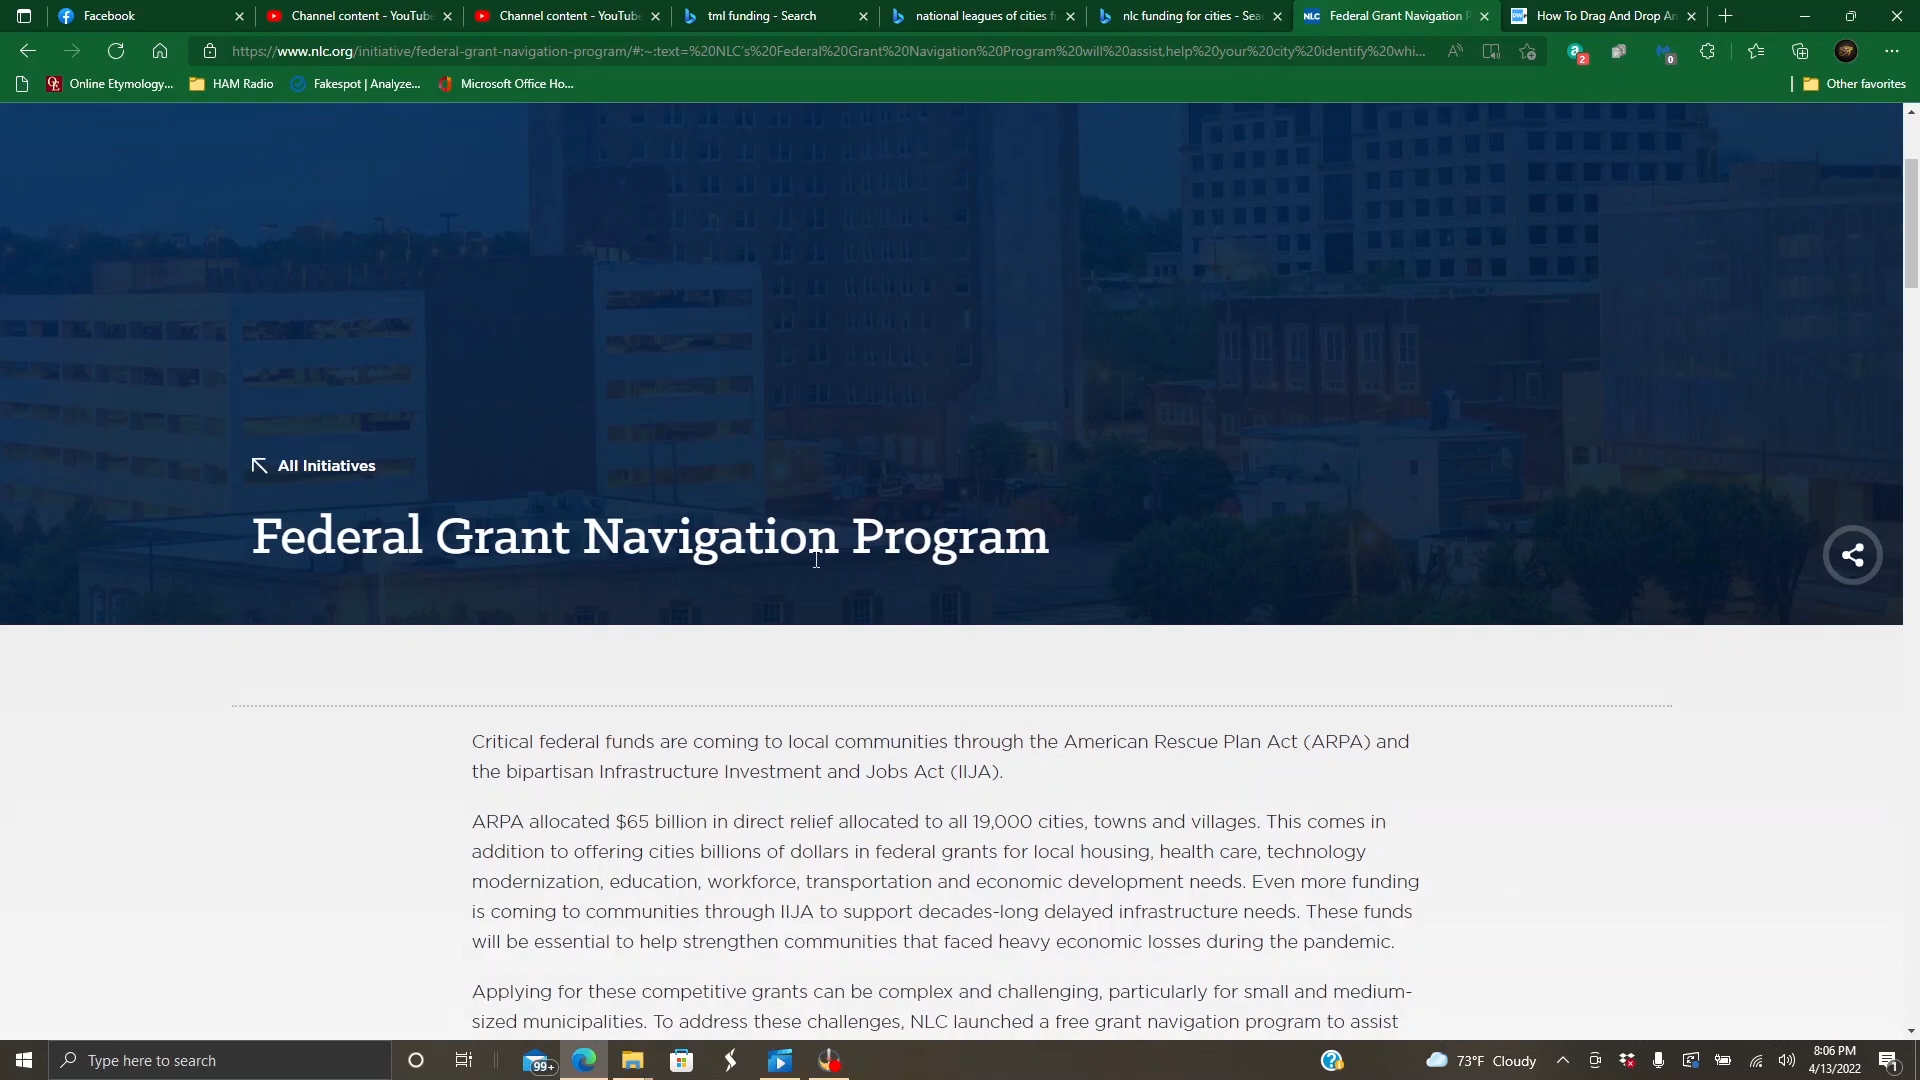 Facebook
Channel content - YouTube
Channel content - YouTube
tml funding - Search
national leagues of cities f
nlc funding for cities - Sea
NLC
Federal Grant Navigation P
How To Drag And Drop An
https://www.nlc.org/initiative/federal-grant-navigation-program/#:~:text=%20NLC's%20Federal%20Grant%20Navigation%20Program%20will%20assist,help%20your%20city%20identify%20whi...
2
0
Online Etymology...
HAM Radio
Fakespot | Analyze...
Microsoft Office Ho...
Other favorites
All Initiatives
Federal Grant Navigation Program
Critical federal funds are coming to local communities through the American Rescue Plan Act (ARPA) and
the bipartisan Infrastructure Investment and Jobs Act (IIJA).
ARPA allocated $65 billion in direct relief allocated to all 19,000 cities, towns and villages. This comes in
addition to offering cities billions of dollars in federal grants for local housing, health care, technology
modernization, education, workforce, transportation and economic development needs. Even more funding
is coming to communities through IIJA to support decades-long delayed infrastructure needs. These funds
will be essential to help strengthen communities that faced heavy economic losses during the pandemic.
Applying for these competitive grants can be complex and challenging, particularly for small and medium-
sized municipalities. To address these challenges, NLC launched a free grant navigation program to assist
Type here to search
99+
73°F Cloudy
8:06 PM
4/13/2022
1